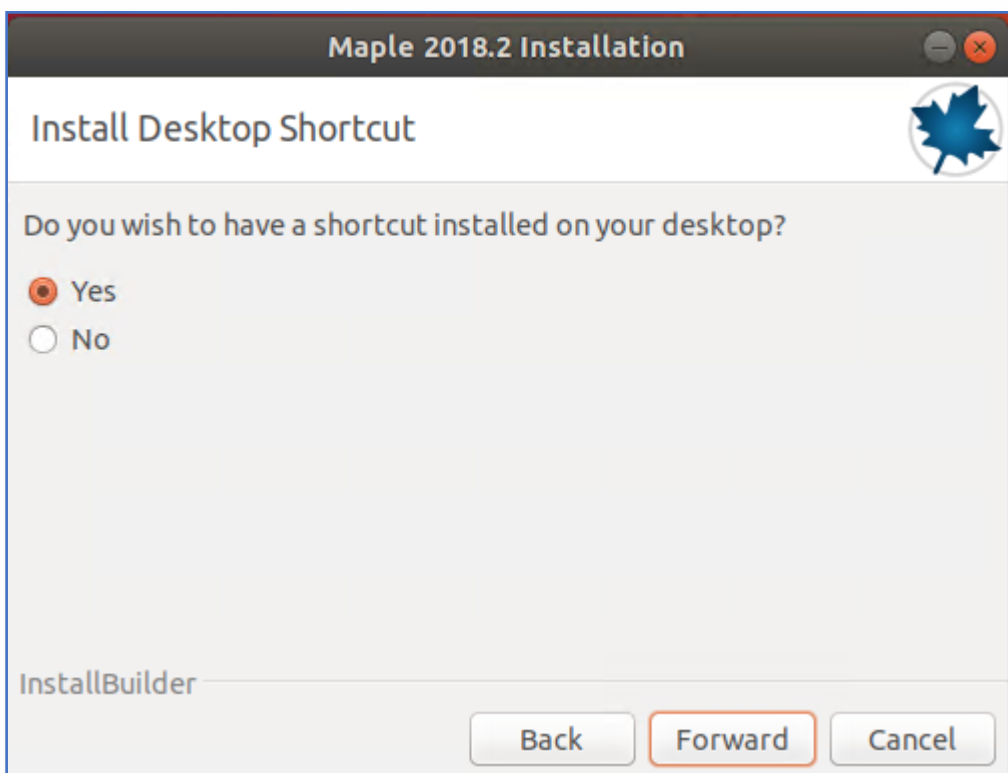 Maple 2018.2 Installation
Install Desktop Shortcut
Do you wish to have a shortcut installed on your desktop?
Yes
No
InstallBuilder
Back Forward Cancel